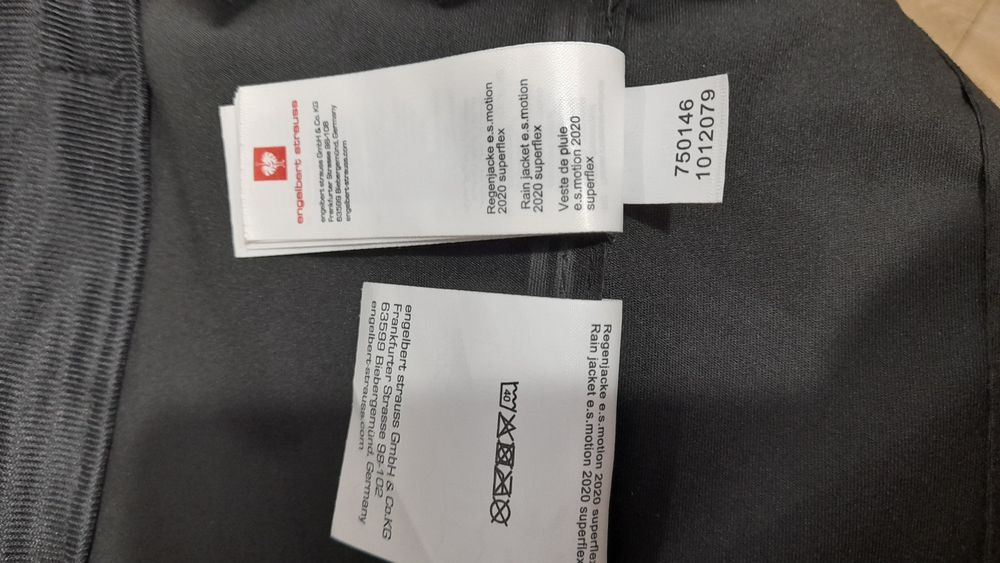 engelbert strauss
engelbert strauss GmbH & Co. KG
Frankfurter Strasse 98-108
63599 Biebergemünd, Germany
engelbert-strauss.com
Regenjacke e.s.motion
2020 superflex
Rain jacket e.s.motion
2020 superflex
Veste de pluie
e.s.motion 2020
superflex
750146
1012079
Regenjacke e.s.motion 2020 superflex
Rain jacket e.s.motion 2020 superflex
40
engelbert strauss GmbH & Co.KG
Frankfurter Strasse 98-102
63599 Biebergemünd, Germany
engelbert-strauss.com